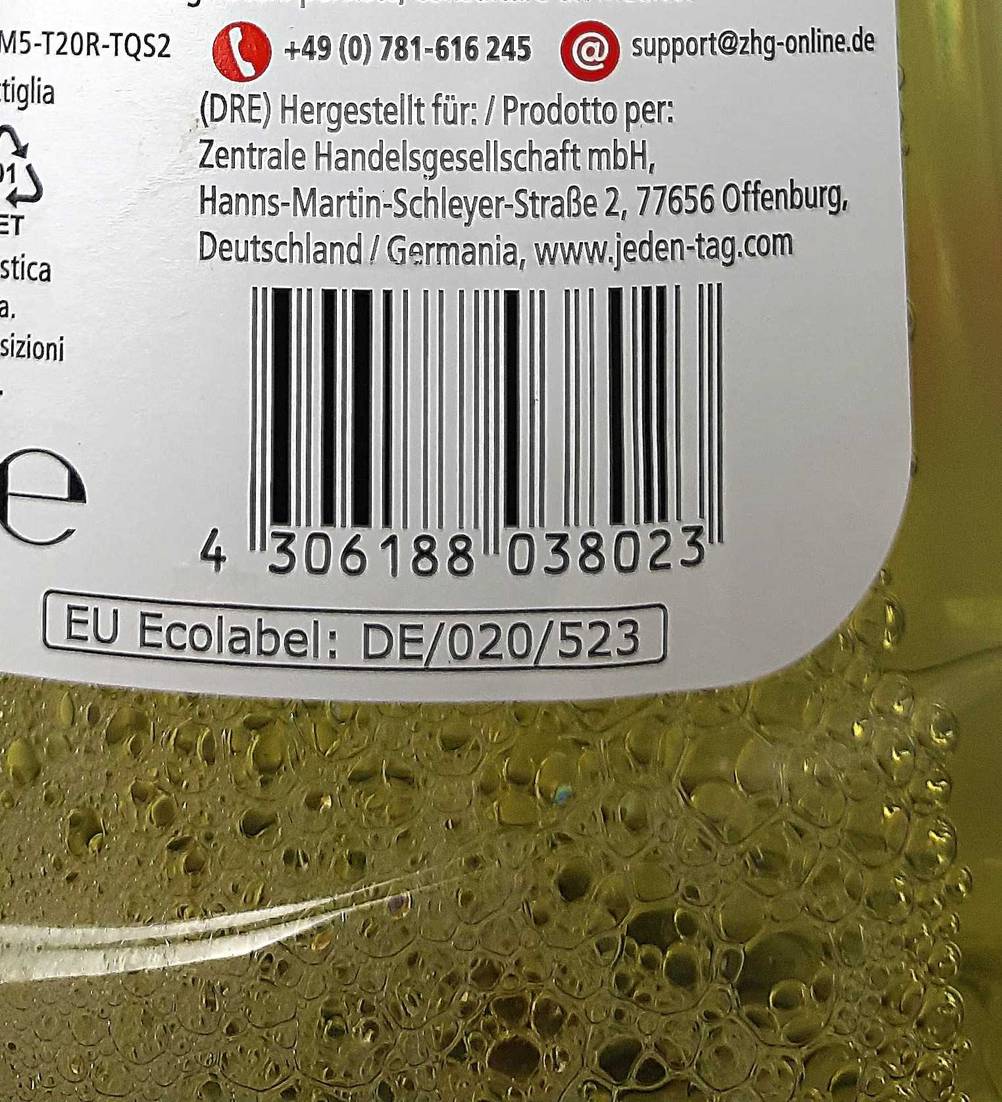 M5-T20R-TQS2
+49 (0) 781-616 245 @ support@zhg-online.de
tiglia
(DRE) Hergestellt für: / Prodotto per:
Zentrale Handelsgesellschaft mbH,
Hanns-Martin-Schleyer-Straße 2, 77656 Offenburg,
Deutschland / Germania, www.jeden-tag.com
01
ET
stica
a.
sizioni
e
4 306188 038023
EU Ecolabel: DE/020/523